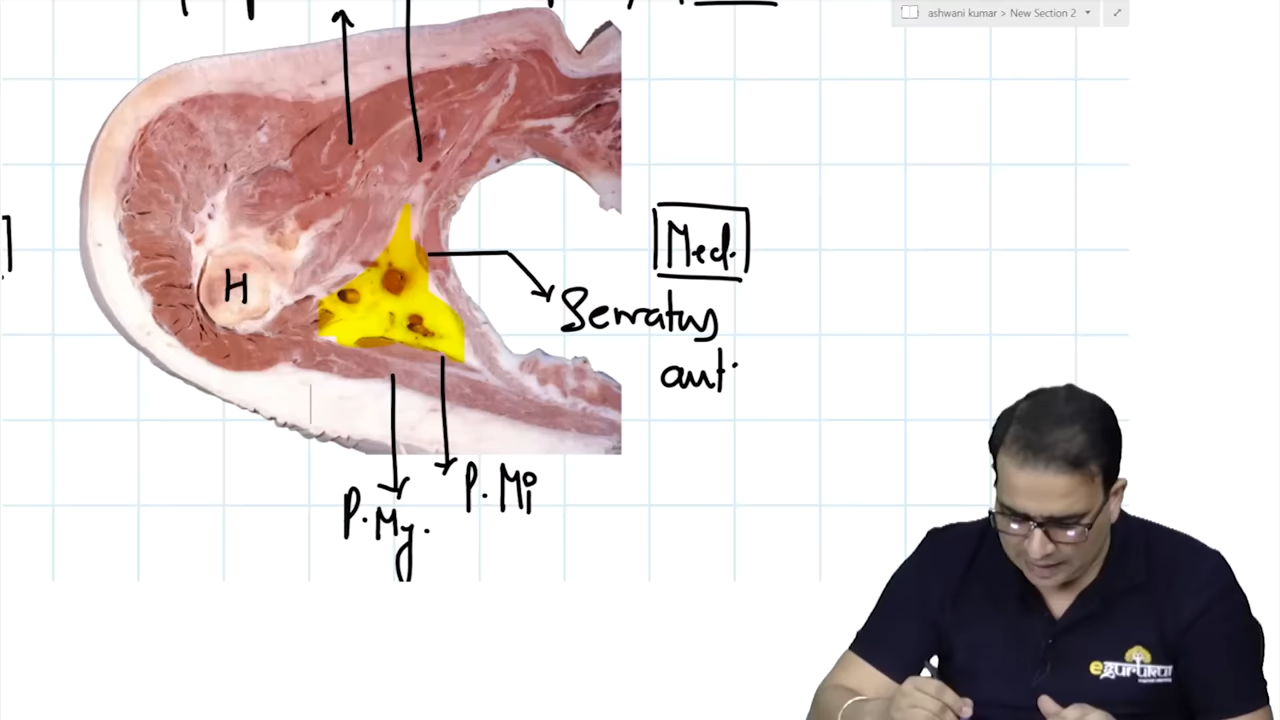 ashwani kumar > New Section 2
Med.
H
Serratus
ant.
P. Mi
P. My.
egurukul